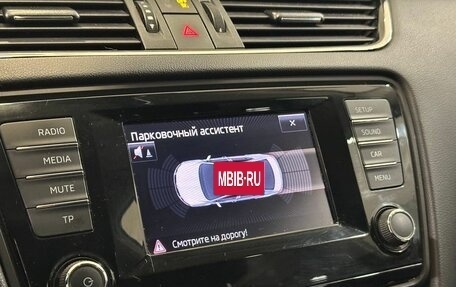 Парковочный ассистент
RADIO
MEDIA
MUTE
TP
SETUP
SOUND
CAR
MENU
MBIB·RU
Смотрите на дорогу!